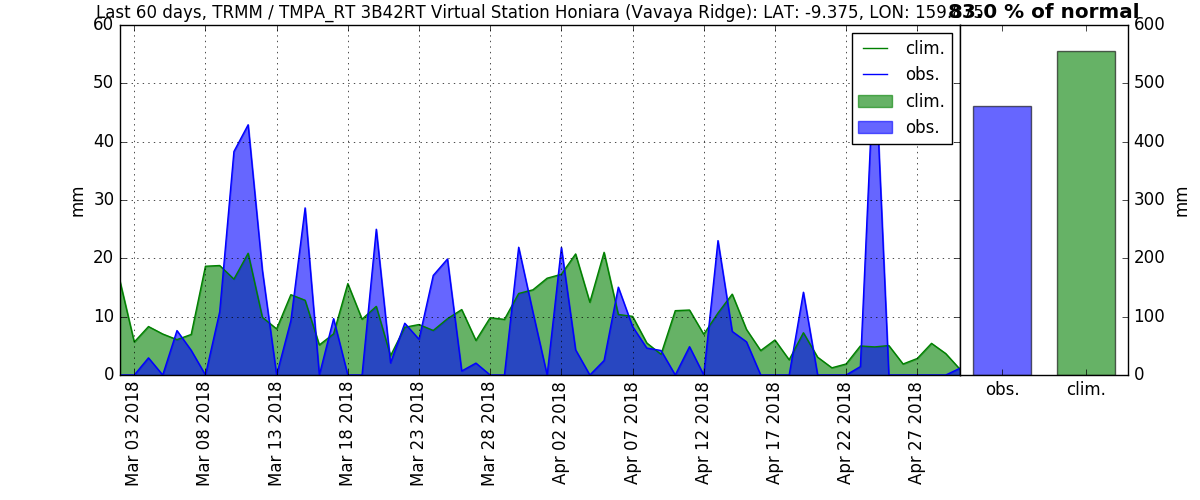 Last 60 days, TRMM / TMPA_RT 3B42RT Virtual Station Honiara (Vavaya Ridge): LAT: -9.375, LON: 159.875
83.0 % of normal
60
50
40
30
20
10
0
mm
clim.
obs.
clim.
obs.
600
500
400
300
200
100
0
mm
obs.
clim.
Mar 03 2018
Mar 08 2018
Mar 13 2018
Mar 18 2018
Mar 23 2018
Mar 28 2018
Apr 02 2018
Apr 07 2018
Apr 12 2018
Apr 17 2018
Apr 22 2018
Apr 27 2018